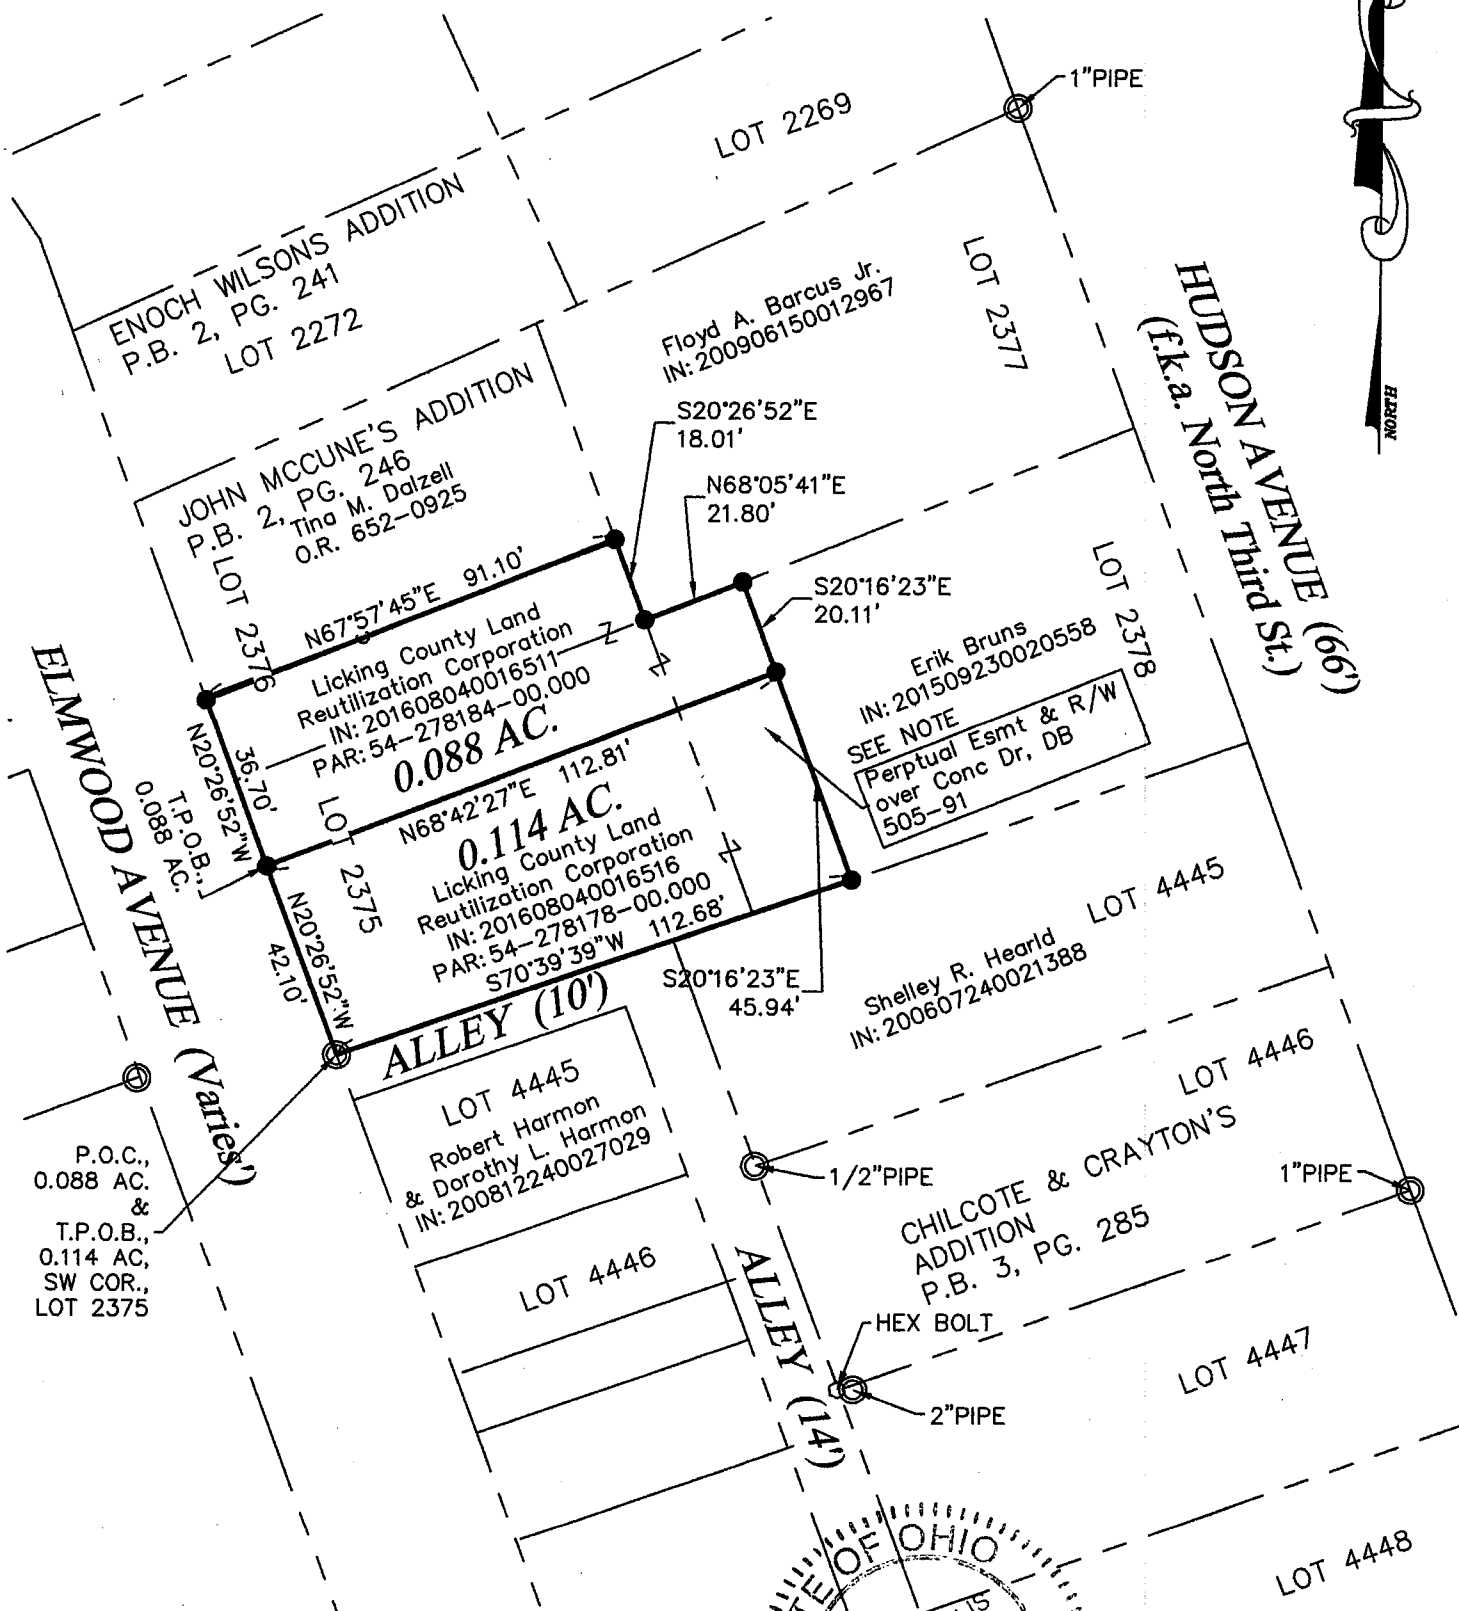 1"PIPE
LOT 2269
ENOCH WILSONS ADDITION
P.B. 2, PG. 241
LOT 2272
Floyd A. Barcus Jr.
IN: 200906150012967
LOT 2377
HUDSON AVENUE (66')
(f.k.a. North Third St.)
NORTH
JOHN MCCUNE'S ADDITION
P.B. 2, PG. 246
Tina M. Dalzell
O.R. 652-0925
LOT 2376
S20°26'52"E
18.01'
N68°05'41"E
21.80'
S20°16'23"E
20.11'
LOT 2378
Erik Bruns
IN: 201509230020558
SEE NOTE
Perptual Esmt & R/W
over Conc Dr, DB
505-91
N67°57'45"E 91.10'
Licking County Land
Reutilization Corporation
IN: 201608040016511
PAR: 54-278184-00.000
0.088 AC.
N20°26'52"W
36.70'
T.P.O.B.,
0.088 AC.
ELMWOOD AVENUE (Varies')
N68°42'27"E 112.81'
0.114 AC.
Licking County Land
Reutilization Corporation
IN: 201608040016516
PAR: 54-278178-00.000
S70°39'39"W 112.68'
LOT 2375
N20°26'52"W
42.10'
S20°16'23"E
45.94'
ALLEY (10')
LOT 4445
Shelley R. Hearld
IN: 200607240021388
LOT 4445
Robert Harmon
& Dorothy L. Harmon
IN: 200812240027029
LOT 4446
P.O.C.,
0.088 AC.
&
T.P.O.B.,
0.114 AC,
SW COR.,
LOT 2375
1/2"PIPE
CHILCOTE & CRAYTON'S
ADDITION
P.B. 3, PG. 285
1"PIPE
LOT 4446
ALLEY (14')
HEX BOLT
2"PIPE
LOT 4447
LOT 4448
TE OF OHIO